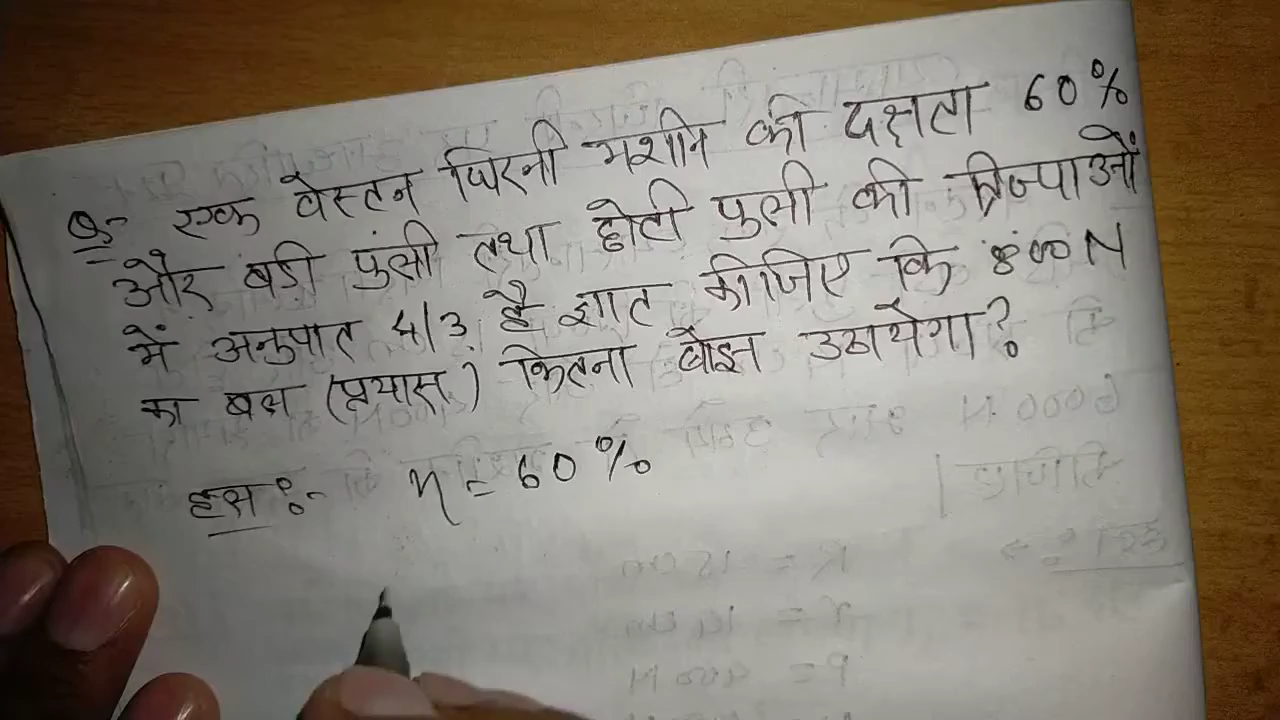 प्र- एक वेस्टन घिरनी मशीन की दक्षता 60%
और बडी पुली तथा छोटी पुली की त्रिज्याओं
में अनुपात 4/3 है ज्ञात कीजिए कि 800N
का बल (प्रयास) कितना बोझ उठायेगा?
हल :- η = 60%